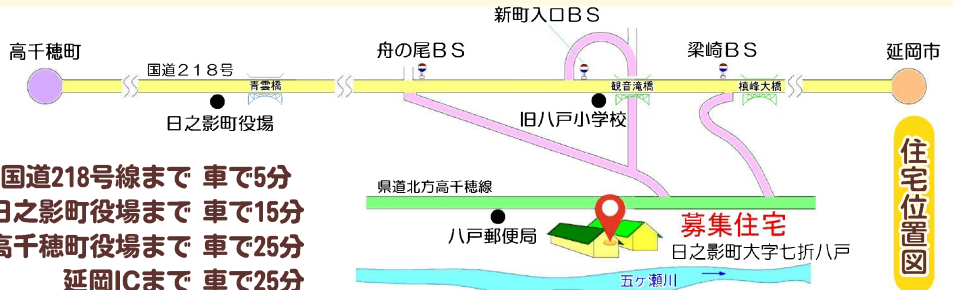 新町入口BS
高千穂町
舟の尾BS
梁崎BS
延岡市
国道218号
青雲橋
観音滝橋
槙峰大橋
日之影町役場
旧八戸小学校
住宅位置図
国道218号線まで 車で5分
日之影町役場まで 車で15分
高千穂町役場まで 車で25分
延岡ICまで 車で25分
県道北方高千穂線
八戸郵便局
募集住宅
日之影町大字七折八戸
五ヶ瀬川